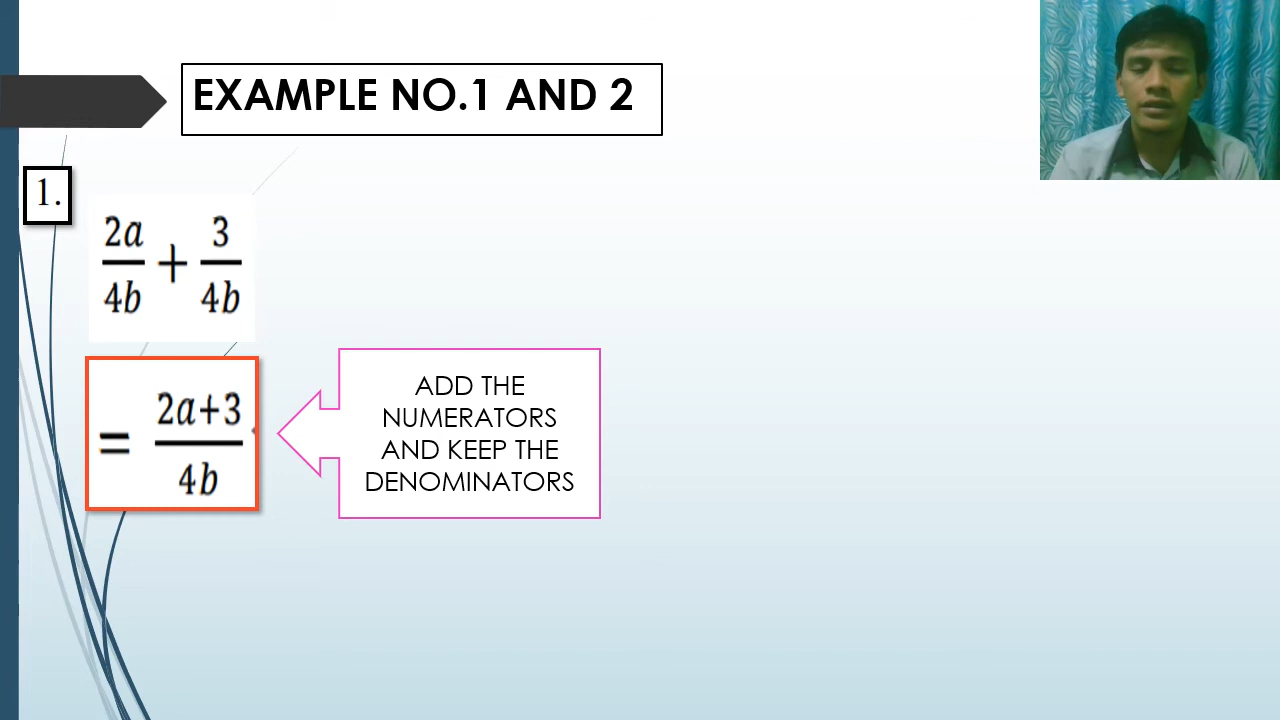 EXAMPLE NO.1 AND 2
1.
2a/4b + 3/4b
= 2a+3/4b
ADD THE
NUMERATORS
AND KEEP THE
DENOMINATORS